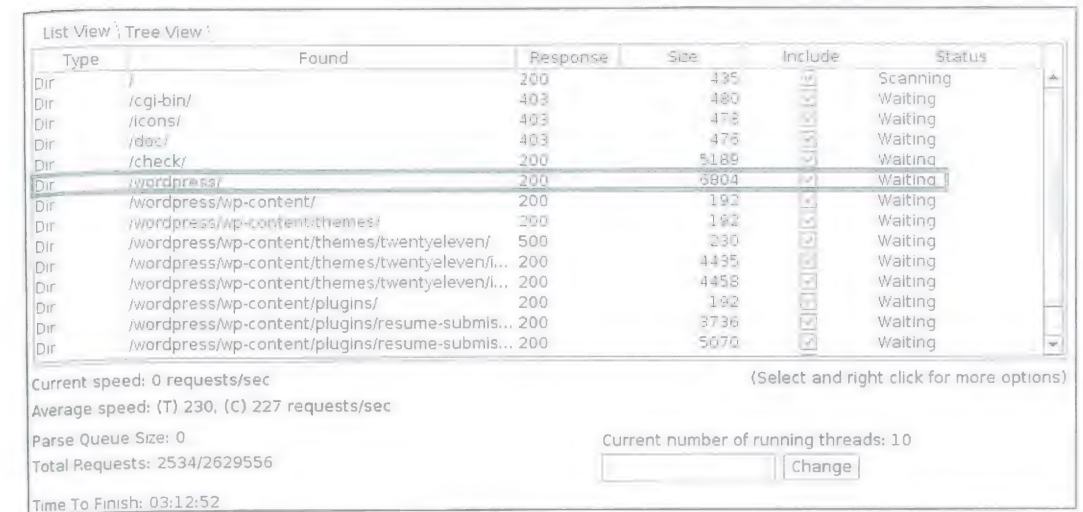 List View Tree View
Type Found Response Size Include Status
Dir / 200 435 Scanning
Dir /cgi-bin/ 403 480 Waiting
Dir /icons/ 403 478 Waiting
Dir /doc/ 403 476 Waiting
Dir /check/ 200 5189 Waiting
Dir /wordpress/ 200 6804 Waiting
Dir /wordpress/wp-content/ 200 192 Waiting
Dir /wordpress/wp-content/themes/ 200 192 Waiting
Dir /wordpress/wp-content/themes/twentyeleven/ 500 230 Waiting
Dir /wordpress/wp-content/themes/twentyeleven/i... 200 4435 Waiting
Dir /wordpress/wp-content/themes/twentyeleven/i... 200 4458 Waiting
Dir /wordpress/wp-content/plugins/ 200 192 Waiting
Dir /wordpress/wp-content/plugins/resume-submis... 200 3736 Waiting
Dir /wordpress/wp-content/plugins/resume-submis... 200 5070 Waiting
Current speed: 0 requests/sec (Select and right click for more options)
Average speed: (T) 230, (C) 227 requests/sec
Parse Queue Size: 0 Current number of running threads: 10
Total Requests: 2534/2629556 Change
Time To Finish: 03:12:52